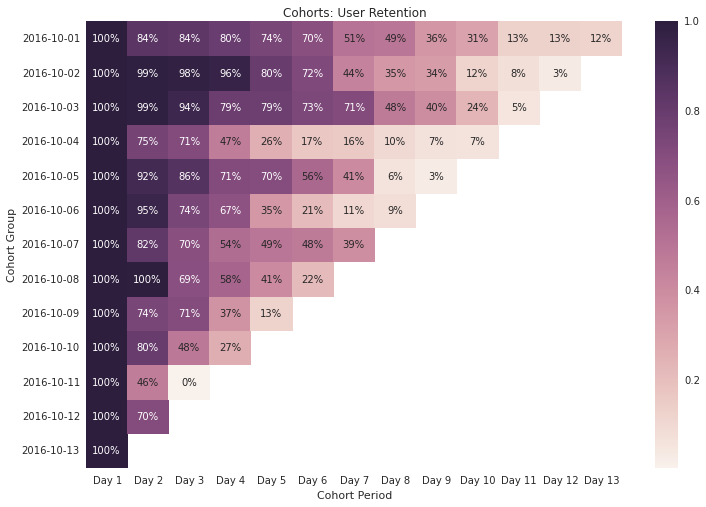 Cohorts: User Retention
2016-10-01 100% 84% 84% 80% 74% 70% 51% 49% 36% 31% 13% 13% 12%
2016-10-02 100% 99% 98% 96% 80% 72% 44% 35% 34% 12% 8% 3%
2016-10-03 100% 99% 94% 79% 79% 73% 71% 48% 40% 24% 5%
2016-10-04 100% 75% 71% 47% 26% 17% 16% 10% 7% 7%
2016-10-05 100% 92% 86% 71% 70% 56% 41% 6% 3%
2016-10-06 100% 95% 74% 67% 35% 21% 11% 9%
2016-10-07 100% 82% 70% 54% 49% 48% 39%
2016-10-08 100% 100% 69% 58% 41% 22%
2016-10-09 100% 74% 71% 37% 13%
2016-10-10 100% 80% 48% 27%
2016-10-11 100% 46% 0%
2016-10-12 100% 70%
2016-10-13 100%
Day 1 Day 2 Day 3 Day 4 Day 5 Day 6 Day 7 Day 8 Day 9 Day 10 Day 11 Day 12 Day 13
Cohort Period
Cohort Group
1.0
0.8
0.6
0.4
0.2